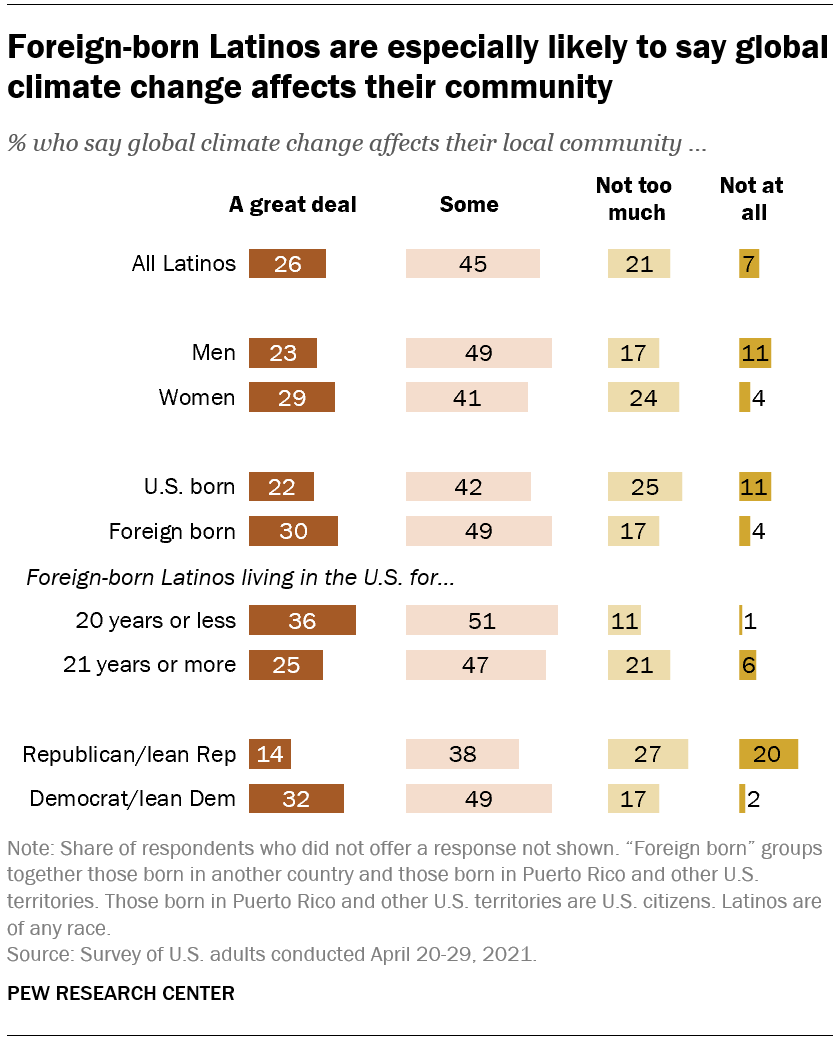 Foreign-born Latinos are especially likely to say global
climate change affects their community
% who say global climate change affects their local community ...
A great deal Some Not too much Not at all
All Latinos 26 45 21 7
Men 23 49 17 11
Women 29 41 24 4
U.S. born 22 42 25 11
Foreign born 30 49 17 4
Foreign-born Latinos living in the U.S. for...
20 years or less 36 51 11 1
21 years or more 25 47 21 6
Republican/lean Rep 14 38 27 20
Democrat/lean Dem 32 49 17 2
Note: Share of respondents who did not offer a response not shown. “Foreign born” groups
together those born in another country and those born in Puerto Rico and other U.S.
territories. Those born in Puerto Rico and other U.S. territories are U.S. citizens. Latinos are
of any race.
Source: Survey of U.S. adults conducted April 20-29, 2021.
PEW RESEARCH CENTER